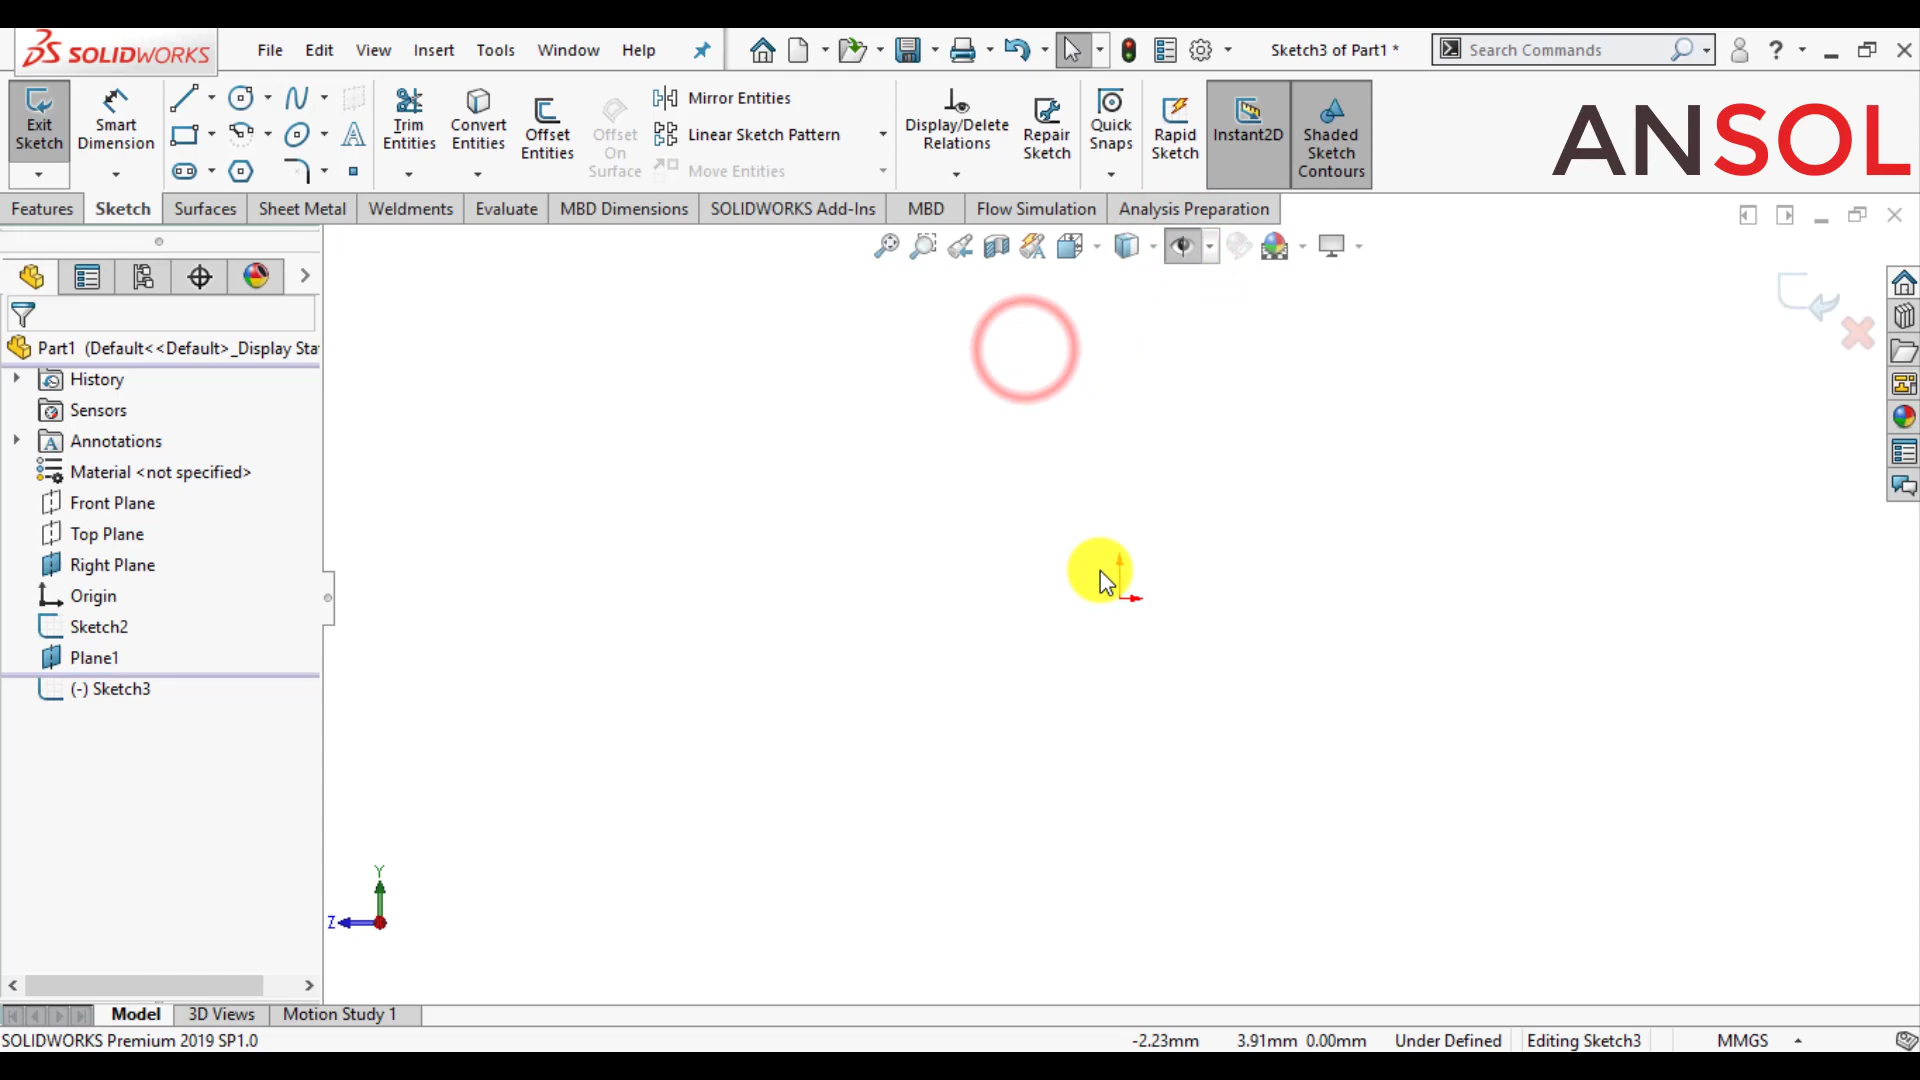 SOLIDWORKS
File Edit View Insert Tools Window Help
Sketch3 of Part1 *
Search Commands
?
Exit Sketch
Smart Dimension
Trim Entities
Convert Entities
Offset Entities
Offset On Surface
Mirror Entities
Linear Sketch Pattern
Move Entities
Display/Delete Relations
Repair Sketch
Quick Snaps
Rapid Sketch
Instant2D
Shaded Sketch Contours
ANSOL
Features Sketch Surfaces Sheet Metal Weldments Evaluate MBD Dimensions SOLIDWORKS Add-Ins MBD Flow Simulation Analysis Preparation
Part1 (Default<<Default>_Display Sta
History
Sensors
Annotations
Material <not specified>
Front Plane
Top Plane
Right Plane
Origin
Sketch2
Plane1
(-) Sketch3
Y
Z
Model 3D Views Motion Study 1
SOLIDWORKS Premium 2019 SP1.0
-2.23mm 3.91mm 0.00mm Under Defined Editing Sketch3 MMGS